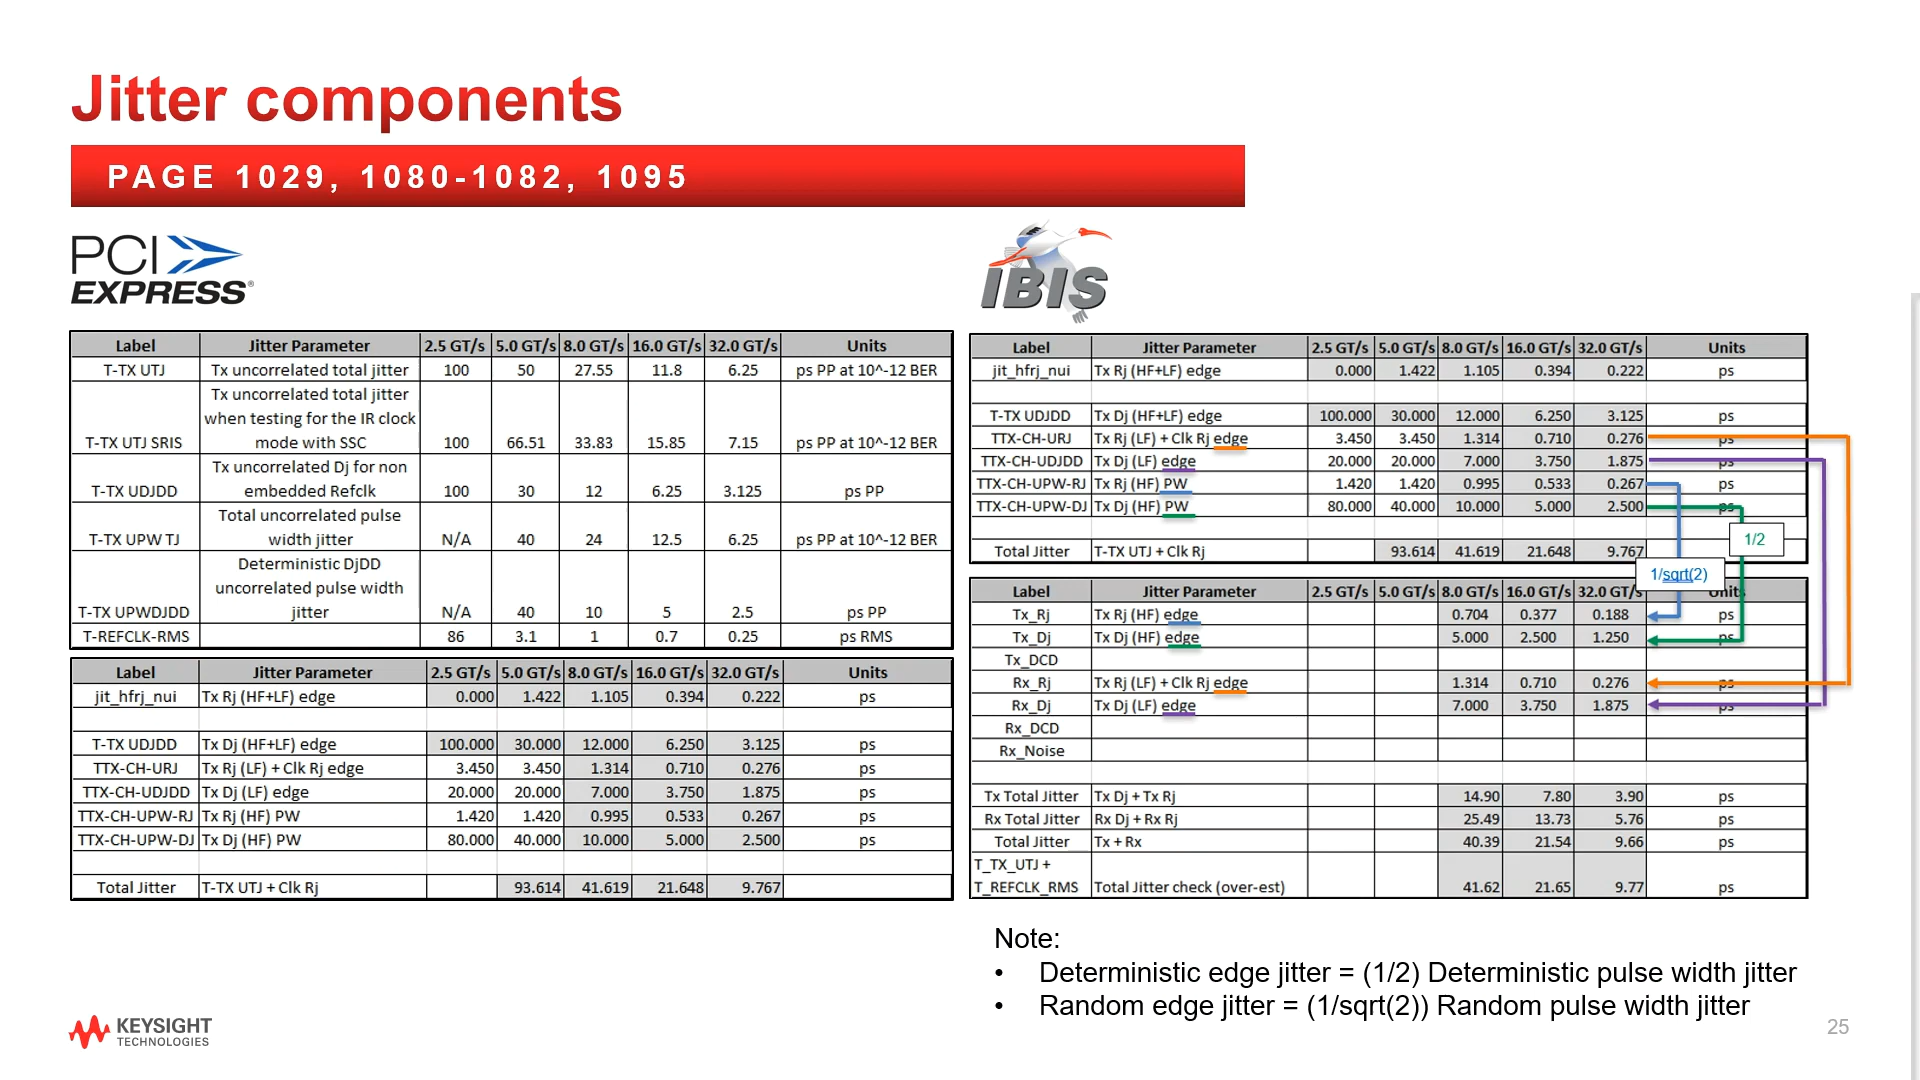 Jitter components
PAGE 1029, 1080-1082, 1095
PCI
EXPRESS®
Label Jitter Parameter 2.5 GT/s 5.0 GT/s 8.0 GT/s 16.0 GT/s 32.0 GT/s Units
T-TX UTJ Tx uncorrelated total jitter 100 50 27.55 11.8 6.25 ps PP at 10^-12 BER
Tx uncorrelated total jitter
when testing for the IR clock
T-TX UTJ SRIS mode with SSC 100 66.51 33.83 15.85 7.15 ps PP at 10^-12 BER
Tx uncorrelated Dj for non
T-TX UDJDD embedded Refclk 100 30 12 6.25 3.125 ps PP
Total uncorrelated pulse
T-TX UPW TJ width jitter N/A 40 24 12.5 6.25 ps PP at 10^-12 BER
Deterministic DjDD
uncorrelated pulse width
T-TX UPWDJDD jitter N/A 40 10 5 2.5 ps PP
T-REFCLK-RMS 86 3.1 1 0.7 0.25 ps RMS
Label Jitter Parameter 2.5 GT/s 5.0 GT/s 8.0 GT/s 16.0 GT/s 32.0 GT/s Units
jit_hfrj_nui Tx Rj (HF+LF) edge 0.000 1.422 1.105 0.394 0.222 ps
T-TX UDJDD Tx Dj (HF+LF) edge 100.000 30.000 12.000 6.250 3.125 ps
TTX-CH-URJ Tx Rj (LF) + Clk Rj edge 3.450 3.450 1.314 0.710 0.276 ps
TTX-CH-UDJDD Tx Dj (LF) edge 20.000 20.000 7.000 3.750 1.875 ps
TTX-CH-UPW-RJ Tx Rj (HF) PW 1.420 1.420 0.995 0.533 0.267 ps
TTX-CH-UPW-DJ Tx Dj (HF) PW 80.000 40.000 10.000 5.000 2.500 ps
Total Jitter T-TX UTJ + Clk Rj 93.614 41.619 21.648 9.767
IBIS
Label Jitter Parameter 2.5 GT/s 5.0 GT/s 8.0 GT/s 16.0 GT/s 32.0 GT/s Units
jit_hfrj_nui Tx Rj (HF+LF) edge 0.000 1.422 1.105 0.394 0.222 ps
T-TX UDJDD Tx Dj (HF+LF) edge 100.000 30.000 12.000 6.250 3.125 ps
TTX-CH-URJ Tx Rj (LF) + Clk Rj edge 3.450 3.450 1.314 0.710 0.276 ps
TTX-CH-UDJDD Tx Dj (LF) edge 20.000 20.000 7.000 3.750 1.875 ps
TTX-CH-UPW-RJ Tx Rj (HF) PW 1.420 1.420 0.995 0.533 0.267 ps
TTX-CH-UPW-DJ Tx Dj (HF) PW 80.000 40.000 10.000 5.000 2.500 ps
1/2
Total Jitter T-TX UTJ + Clk Rj 93.614 41.619 21.648 9.767
1/sqrt(2)
Label Jitter Parameter 2.5 GT/s 5.0 GT/s 8.0 GT/s 16.0 GT/s 32.0 GT/s Units
Tx_Rj Tx Rj (HF) edge 0.704 0.377 0.188 ps
Tx_Dj Tx Dj (HF) edge 5.000 2.500 1.250 ps
Tx_DCD
Rx_Rj Tx Rj (LF) + Clk Rj edge 1.314 0.710 0.276 ps
Rx_Dj Tx Dj (LF) edge 7.000 3.750 1.875 ps
Rx_DCD
Rx_Noise
Tx Total Jitter Tx Dj + Tx Rj 14.90 7.80 3.90 ps
Rx Total Jitter Rx Dj + Rx Rj 25.49 13.73 5.76 ps
Total Jitter Tx + Rx 40.39 21.54 9.66 ps
T_TX_UTJ +
T_REFCLK_RMS Total Jitter check (over-est) 41.62 21.65 9.77 ps
Note:
• Deterministic edge jitter = (1/2) Deterministic pulse width jitter
• Random edge jitter = (1/sqrt(2)) Random pulse width jitter
KEYSIGHT
TECHNOLOGIES
25